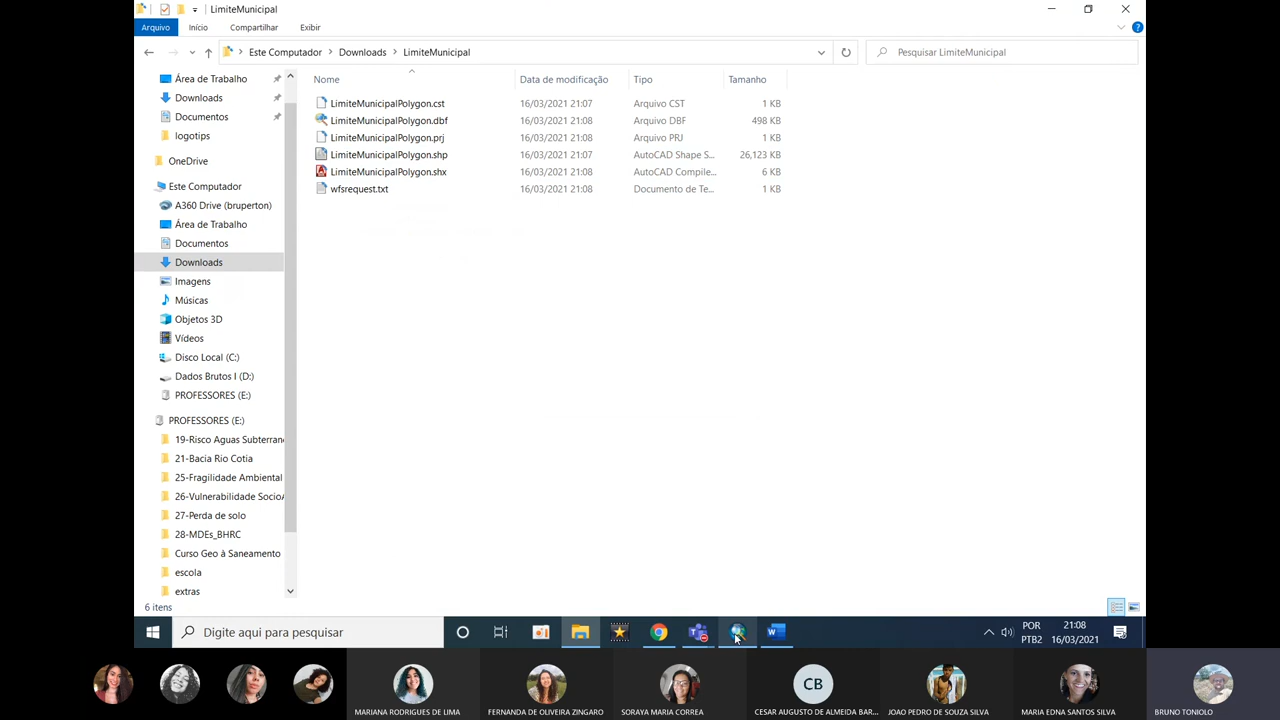 LimiteMunicipal
Arquivo Início Compartilhar Exibir
Este Computador Downloads LimiteMunicipal
Pesquisar LimiteMunicipal
Nome Data de modificação Tipo Tamanho
LimiteMunicipalPolygon.cst 16/03/2021 21:07 Arquivo CST 1 KB
LimiteMunicipalPolygon.dbf 16/03/2021 21:08 Arquivo DBF 498 KB
LimiteMunicipalPolygon.prj 16/03/2021 21:08 Arquivo PRJ 1 KB
LimiteMunicipalPolygon.shp 16/03/2021 21:07 AutoCAD Shape S... 26,123 KB
LimiteMunicipalPolygon.shx 16/03/2021 21:08 AutoCAD Compile... 6 KB
wfsrequest.txt 16/03/2021 21:08 Documento de Te... 1 KB
Área de Trabalho
Downloads
Documentos
logotips
OneDrive
Este Computador
A360 Drive (bruperton)
Área de Trabalho
Documentos
Downloads
Imagens
Músicas
Objetos 3D
Vídeos
Disco Local (C:)
Dados Brutos I (D:)
PROFESSORES (E:)
PROFESSORES (E:)
19-Risco Aguas Subterran
21-Bacia Rio Cotia
25-Fragilidade Ambiental
26-Vulnerabilidade SocioA
27-Perda de solo
28-MDEs_BHRC
Curso Geo à Saneamento
escola
extras
6 itens
Digite aqui para pesquisar
POR
PTB2
21:08
16/03/2021
CB
MARIANA RODRIGUES DE LIMA
FERNANDA DE OLIVEIRA ZINGARO
SORAYA MARIA CORREA
CESAR AUGUSTO DE ALMEIDA BAR...
JOAO PEDRO DE SOUZA SILVA
MARIA EDNA SANTOS SILVA
BRUNO TONIOLO